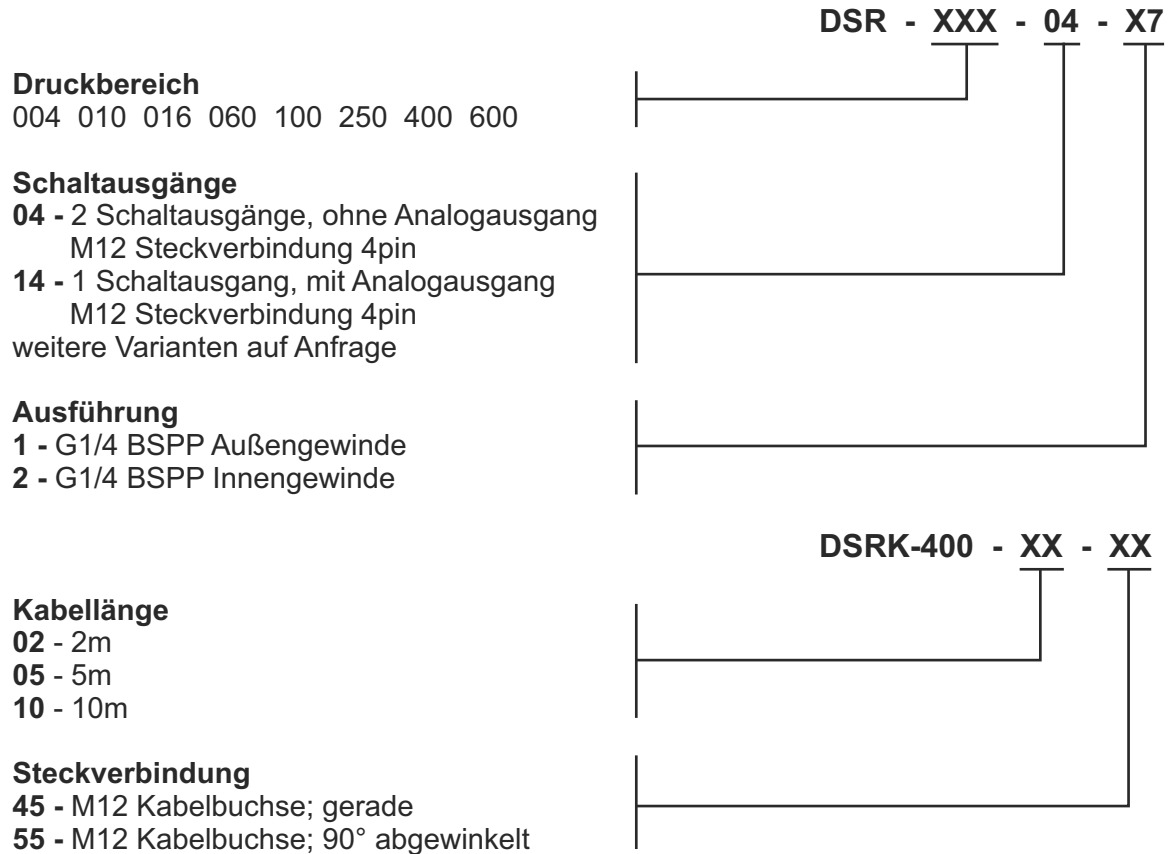 DSR - XXX - 04 - X7
Druckbereich
004 010 016 060 100 250 400 600
Schaltausgänge
04 - 2 Schaltausgänge, ohne Analogausgang
M12 Steckverbindung 4pin
14 - 1 Schaltausgang, mit Analogausgang
M12 Steckverbindung 4pin
weitere Varianten auf Anfrage
Ausführung
1 - G1/4 BSPP Außengewinde
2 - G1/4 BSPP Innengewinde
DSRK-400 - XX - XX
Kabellänge
02 - 2m
05 - 5m
10 - 10m
Steckverbindung
45 - M12 Kabelbuchse; gerade
55 - M12 Kabelbuchse; 90° abgewinkelt